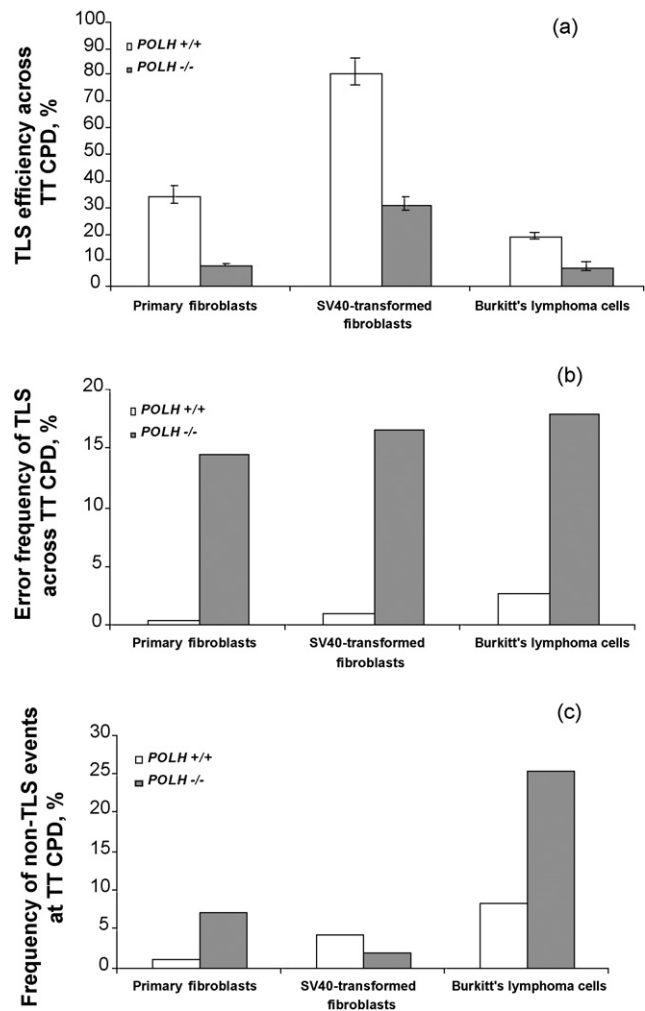 (a)
POLH +/+
POLH -/-
TLS efficiency across
TT CPD, %
100
90
80
70
60
50
40
30
20
10
0
Primary fibroblasts
SV40-transformed
fibroblasts
Burkitt's lymphoma cells
(b)
POLH +/+
POLH -/-
Error frequency of TLS
across TT CPD, %
20
15
10
5
0
Primary fibroblasts
SV40-transformed
fibroblasts
Burkitt's lymphoma cells
(c)
POLH +/+
POLH -/-
Frequency of non-TLS events
at TT CPD, %
30
25
20
15
10
5
0
Primary fibroblasts
SV40-transformed
fibroblasts
Burkitt's lymphoma cells